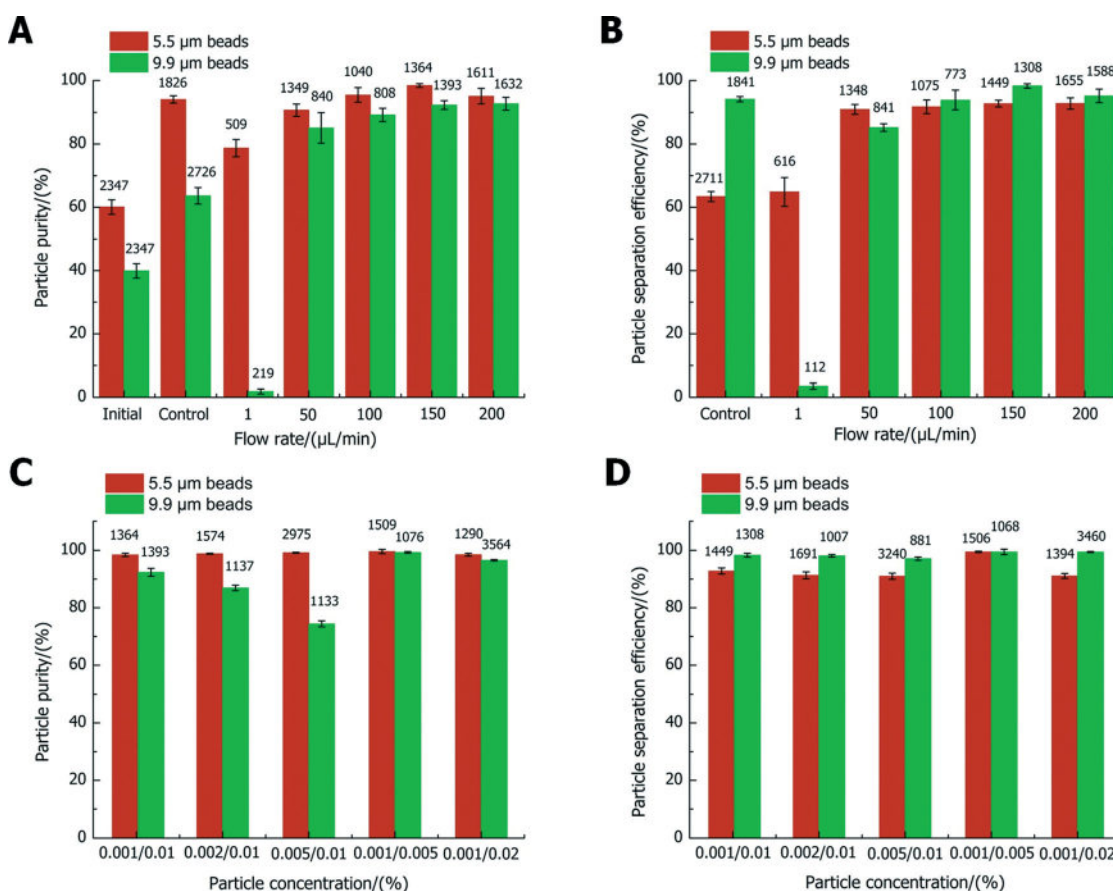 A
5.5 µm beads
9.9 µm beads
Particle purity/(%)
100
80
60
40
20
0
2347
2347
1826
2726
509
219
1349
840
1040
808
1364
1393
1611
1632
Initial Control 1 50 100 150 200
Flow rate/(µL/min)
B
5.5 µm beads
9.9 µm beads
Particle separation efficiency/(%)
100
80
60
40
20
0
2711
1841
616
112
1348
841
1075
773
1449
1308
1655
1588
Control 1 50 100 150 200
Flow rate/(µL/min)
C
5.5 µm beads
9.9 µm beads
Particle purity/(%)
100
80
60
40
20
0
1364
1393
1574
1137
2975
1133
1509
1076
1290
3564
0.001/0.01 0.002/0.01 0.005/0.01 0.001/0.005 0.001/0.02
Particle concentration/(%)
D
5.5 µm beads
9.9 µm beads
Particle separation efficiency/(%)
100
80
60
40
20
0
1449
1308
1691
1007
3240
881
1506
1068
1394
3460
0.001/0.01 0.002/0.01 0.005/0.01 0.001/0.005 0.001/0.02
Particle concentration/(%)